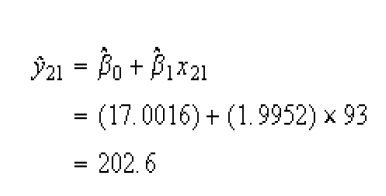 ŷ₂₁ = β̂₀ + β̂₁x₂₁
= (17.0016) + (1.9952) × 93
= 202.6